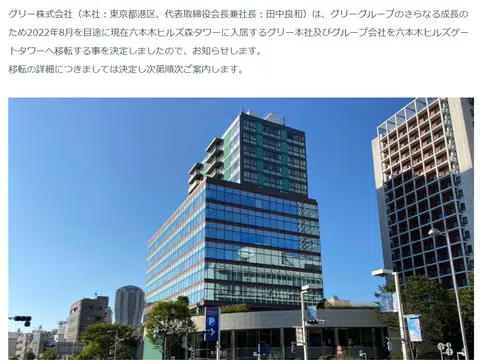 グリー株式会社（本社：東京都港区、代表取締役会長兼社長：田中良和）は、グリーグループのさらなる成長の
ため2022年8月を目途に現在六本木ヒルズ森タワーに入居するグリー本社及びグループ会社を六本木ヒルズゲー
トタワーへ移転する事を決定しましたので、お知らせします。
移転の詳細につきましては決定し次第順次ご案内します。
P